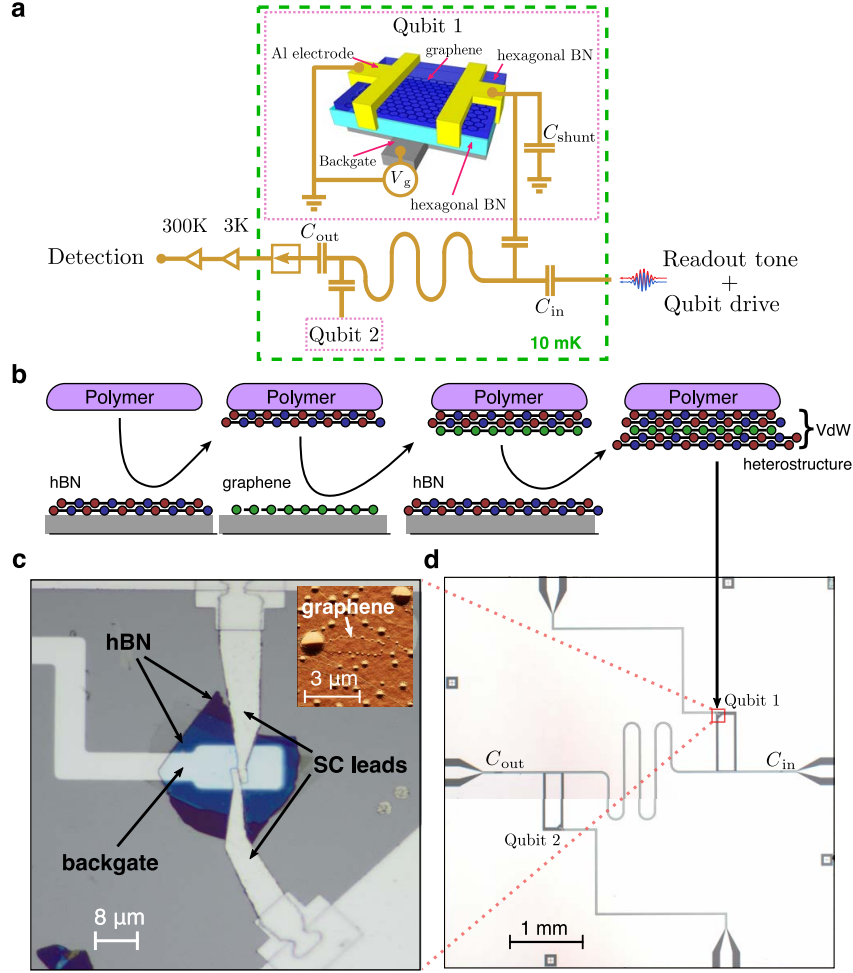 a
Qubit 1
Al electrode
graphene
hexagonal BN
C_shunt
Backgate
V_g
hexagonal BN
300K
3K
C_out
Detection
Readout tone
+
Qubit drive
C_in
Qubit 2
10 mK
b
Polymer
Polymer
Polymer
Polymer
VdW
heterostructure
hBN
graphene
hBN
c
d
graphene
3 μm
hBN
SC leads
backgate
8 μm
Qubit 1
C_out
C_in
Qubit 2
1 mm